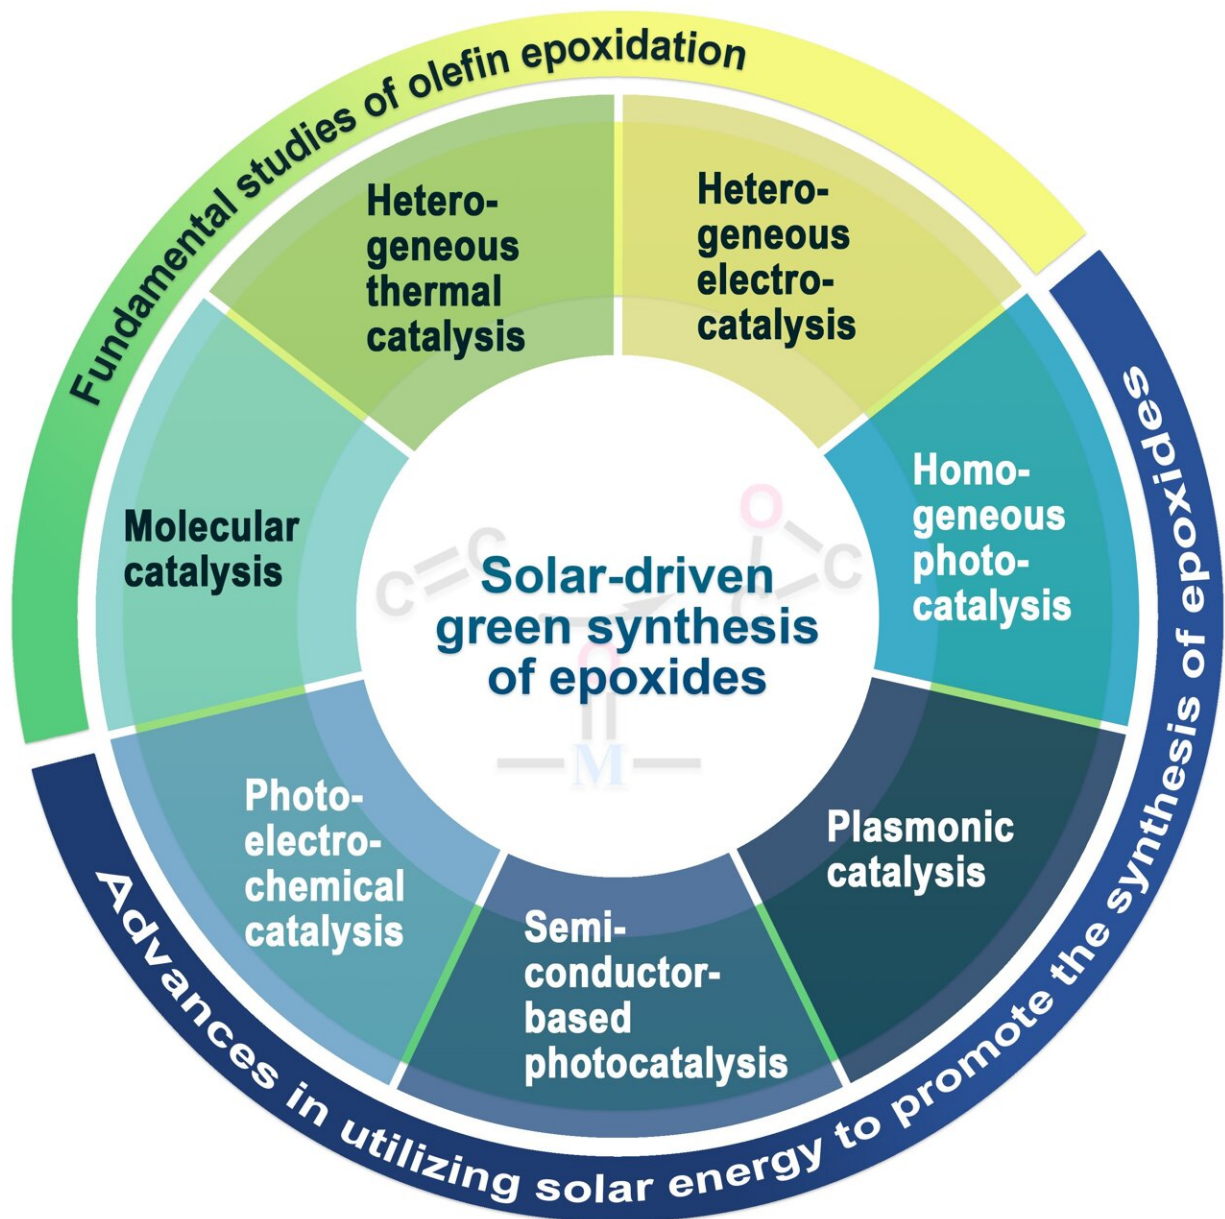 Fundamental studies of olefin epoxidation
Hetero-
geneous
thermal
catalysis
Heter-
geneous
electro-
catalysis
Molecular
catalysis
Homo-
geneous
photo-
catalysis
C=C
O
C
C
Solar-driven
green synthesis
of epoxides
O
M
Photo-
electro-
chemical
catalysis
Semi-
conductor-
based
photocatalysis
Plasmonic
catalysis
Advances in utilizing solar energy to promote the synthesis of epoxides